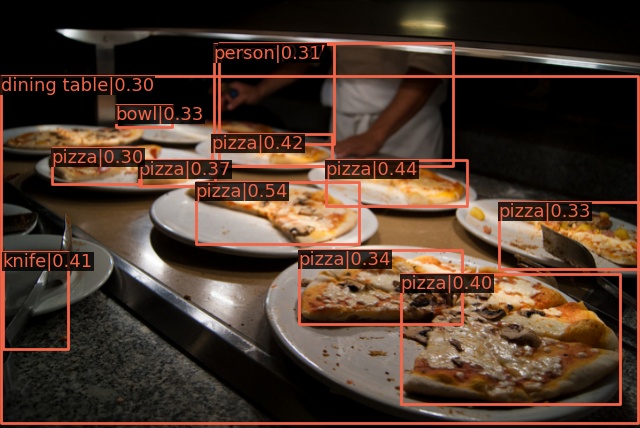 person|0.31
dining table|0.30
bowl|0.33
pizza|0.42
pizza|0.30
pizza|0.37
pizza|0.44
pizza|0.54
pizza|0.33
knife|0.41
pizza|0.34
pizza|0.40